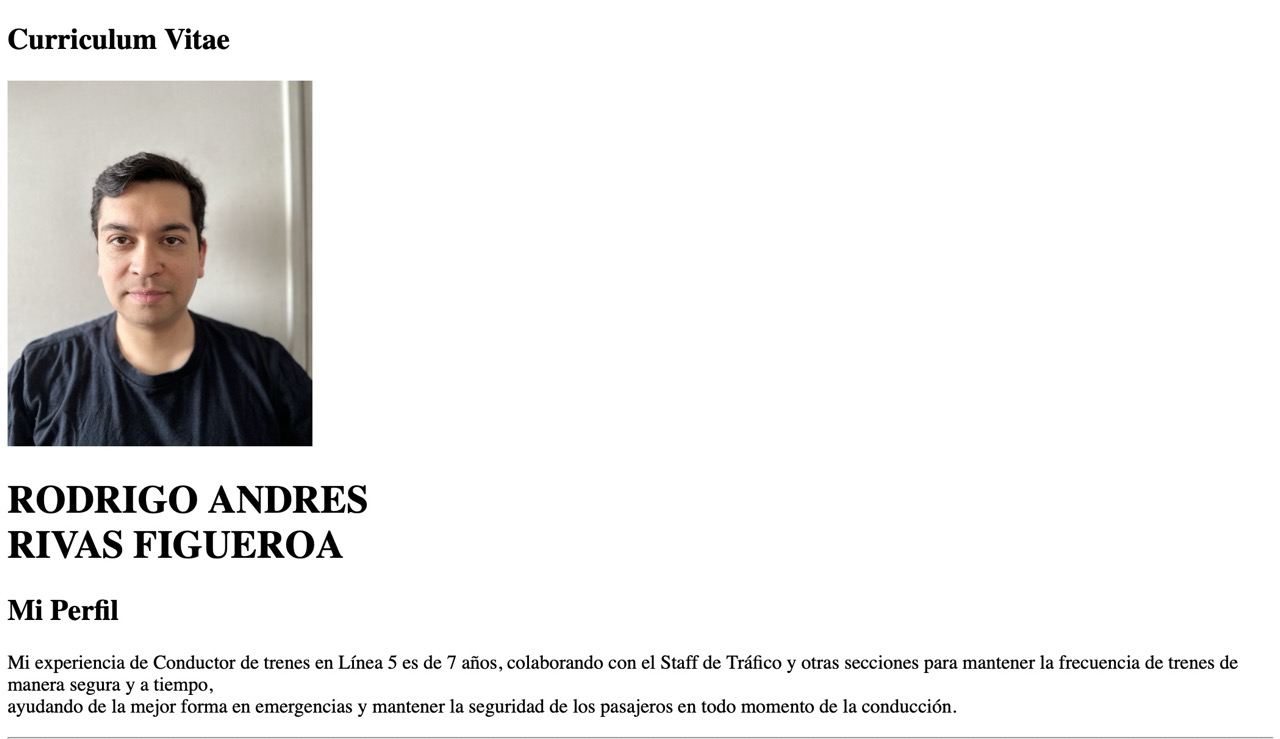 Curriculum Vitae
RODRIGO ANDRES
RIVAS FIGUEROA
Mi Perfil
Mi experiencia de Conductor de trenes en Línea 5 es de 7 años, colaborando con el Staff de Tráfico y otras secciones para mantener la frecuencia de trenes de
manera segura y a tiempo,
ayudando de la mejor forma en emergencias y mantener la seguridad de los pasajeros en todo momento de la conducción.